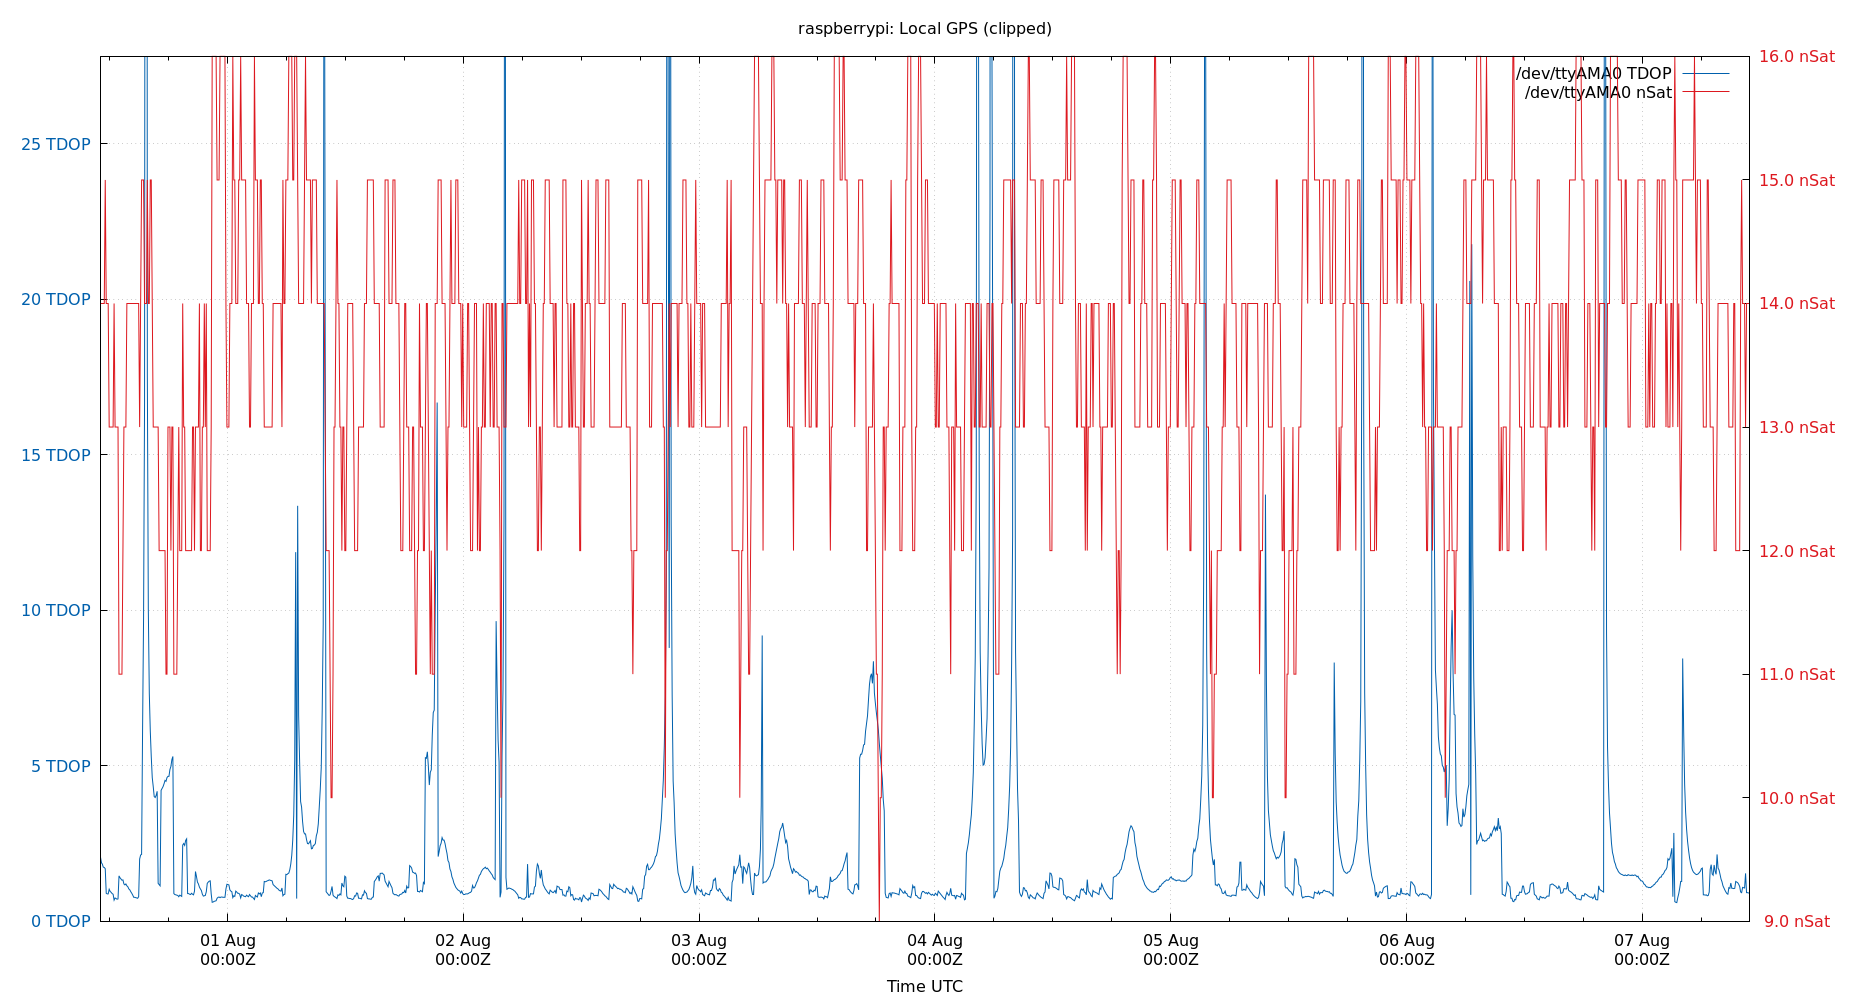 raspberrypi: Local GPS (clipped)
/dev/ttyAMA0 TDOP
/dev/ttyAMA0 nSat
25 TDOP
20 TDOP
15 TDOP
10 TDOP
5 TDOP
0 TDOP
16.0 nSat
15.0 nSat
14.0 nSat
13.0 nSat
12.0 nSat
11.0 nSat
10.0 nSat
9.0 nSat
01 Aug 02 Aug 03 Aug 04 Aug 05 Aug 06 Aug 07 Aug
00:00Z 00:00Z 00:00Z 00:00Z 00:00Z 00:00Z 00:00Z
Time UTC